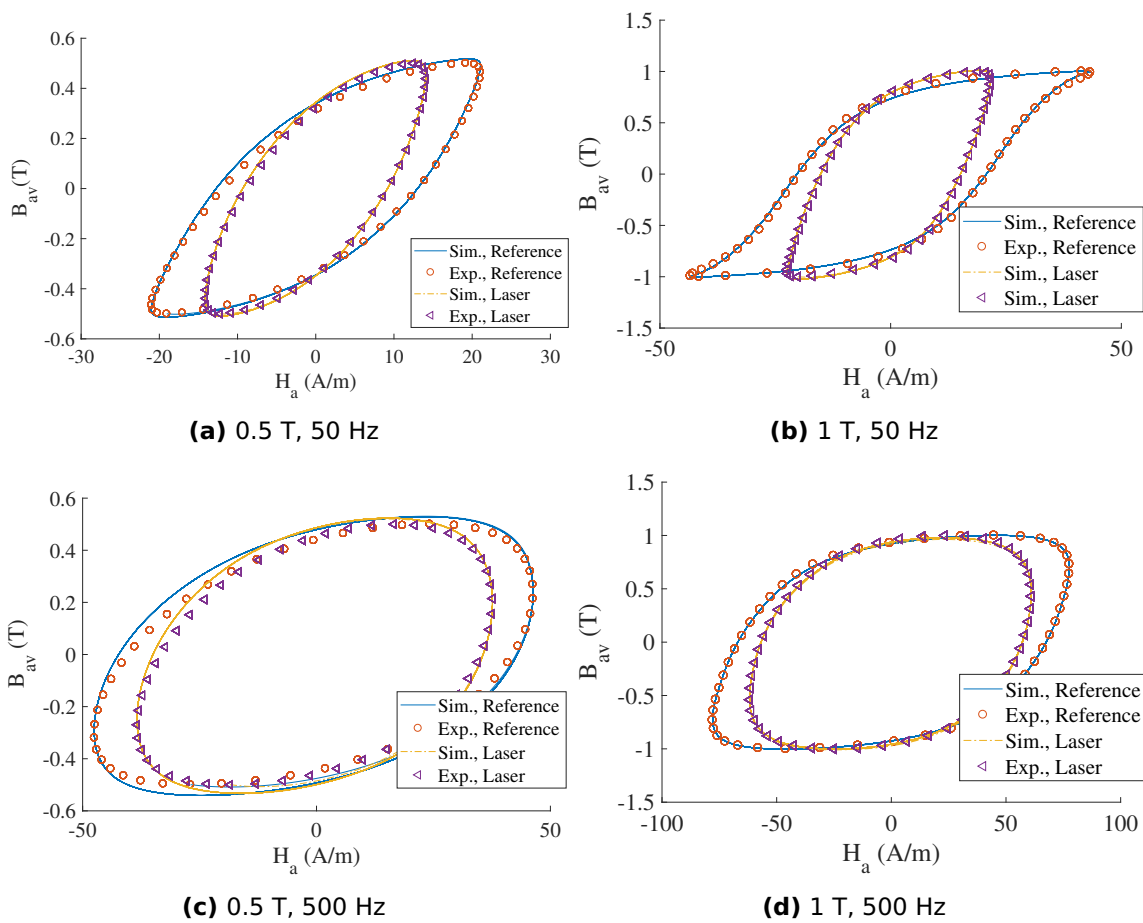 0.6
0.4
0.2
0
-0.2
-0.4
-0.6
B_av (T)
-30 -20 -10 0 10 20 30
H_a (A/m)
Sim., Reference
Exp., Reference
Sim., Laser
Exp., Laser
(a) 0.5 T, 50 Hz
1.5
1
0.5
0
-0.5
-1
-1.5
B_av (T)
-50 0 50
H_a (A/m)
Sim., Reference
Exp., Reference
Sim., Laser
Sim., Laser
(b) 1 T, 50 Hz
0.6
0.4
0.2
0
-0.2
-0.4
-0.6
B_av (T)
-50 0 50
H_a (A/m)
Sim., Reference
Exp., Reference
Sim., Laser
Exp., Laser
(c) 0.5 T, 500 Hz
1.5
1
0.5
0
-0.5
-1
-1.5
B_av (T)
-100 -50 0 50 100
H_a (A/m)
Sim., Reference
Exp., Reference
Sim., Laser
Exp., Laser
(d) 1 T, 500 Hz